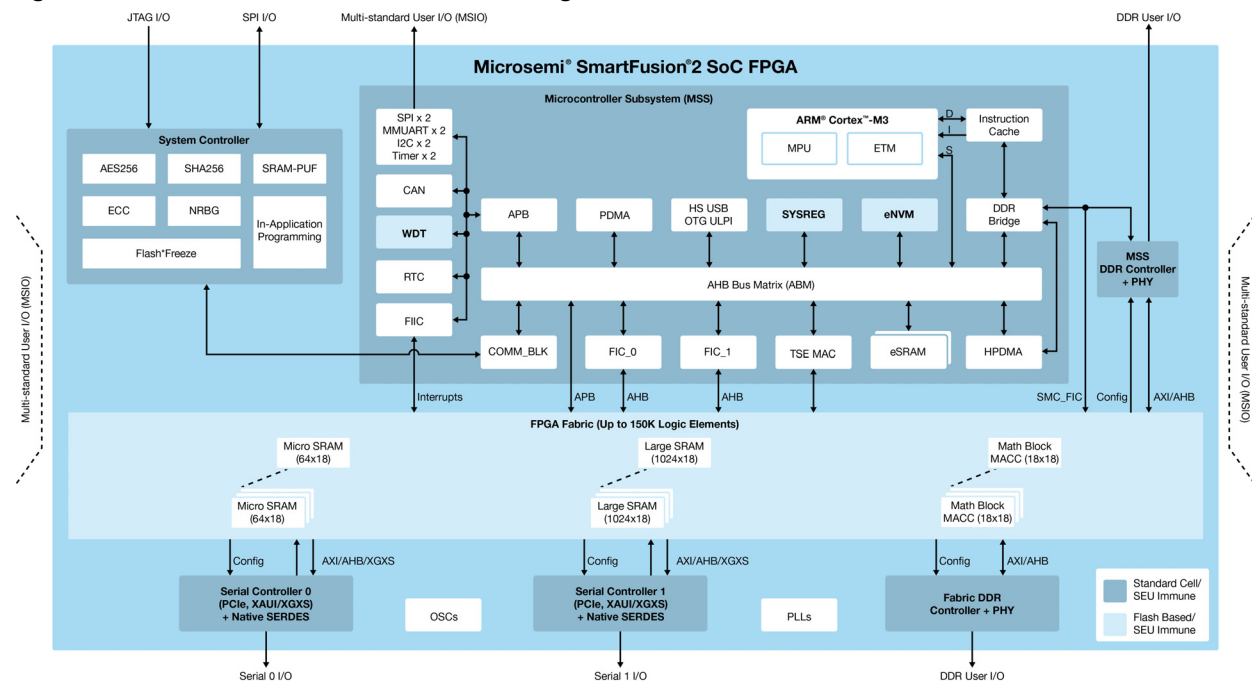 JTAG I/O
SPI I/O
Multi-standard User I/O (MSIO)
DDR User I/O
Microsemi® SmartFusion®2 SoC FPGA
Microcontroller Subsystem (MSS)
System Controller
AES256
SHA256
SRAM-PUF
ECC
NRBG
In-Application
Programming
Flash*Freeze
SPI x 2
MMUART x 2
I2C x 2
Timer x 2
CAN
WDT
RTC
FIIC
ARM® Cortex™-M3
MPU
ETM
D
I
S
Instruction
Cache
APB
PDMA
HS USB
OTG ULPI
SYSREG
eNVM
DDR
Bridge
AHB Bus Matrix (ABM)
COMM_BLK
FIC_0
FIC_1
TSE MAC
eSRAM
HPDMA
MSS
DDR Controller
+ PHY
Multi-standard User I/O (MSIO)
Multi-standard User I/O (MSIO)
Interrupts
APB
AHB
AHB
SMC_FIC
Config
AXI/AHB
FPGA Fabric (Up to 150K Logic Elements)
Micro SRAM
(64x18)
Large SRAM
(1024x18)
Math Block
MACC (18x18)
Micro SRAM
(64x18)
Large SRAM
(1024x18)
Math Block
MACC (18x18)
Config
AXI/AHB/XGXS
Config
AXI/AHB/XGXS
Config
AXI/AHB
Serial Controller 0
(PCIe, XAUI/XGXS)
+ Native SERDES
OSCs
Serial Controller 1
(PCIe, XAUI/XGXS)
+ Native SERDES
PLLs
Fabric DDR
Controller + PHY
Standard Cell/
SEU Immune
Flash Based/
SEU Immune
Serial 0 I/O
Serial 1 I/O
DDR User I/O